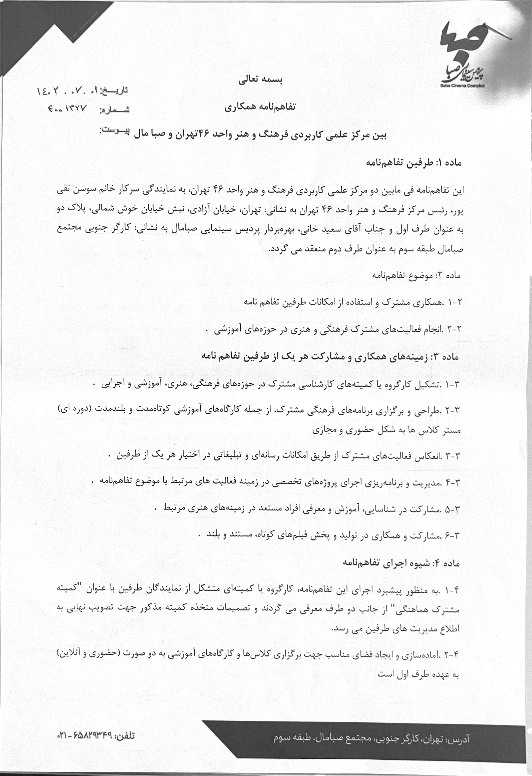 صبا
پردیس سینمایی صبا
Saba Cinema Complex
بسمه تعالی
تاریخ: ۱۴۰۲.۰۷.۰۱
تفاهم‌نامه همکاری
شماره: ۴۰۰۱۳۲۷
بین مرکز علمی کاربردی فرهنگ و هنر واحد ۴۶تهران و صبا مال
پیوست:
ماده ۱: طرفین تفاهم‌نامه
این تفاهم‌نامه فی مابین دو مرکز علمی کاربردی فرهنگ و هنر واحد ۴۶ تهران، به نمایندگی سرکار خانم سوسن تقی
پور، رئیس مرکز فرهنگ و هنر واحد ۴۶ تهران به نشانی: تهران، خیابان آزادی، نبش خیابان خوش شمالی، پلاک دو
به عنوان طرف اول و جناب آقای سعید خانی، بهره‌بردار پردیس سینمایی صبامال به نشانی: کارگر جنوبی مجتمع
صبامال طبقه سوم به عنوان طرف دوم منعقد می گردد.
ماده ۲: موضوع تفاهم‌نامه
۲-۱ .همکاری مشترک و استفاده از امکانات طرفین تفاهم نامه
۲-۲ .انجام فعالیت‌های مشترک فرهنگی و هنری در حوزه‌های آموزشی .
ماده ۳: زمینه‌های همکاری و مشارکت هر یک از طرفین تفاهم نامه
۳-۱ .تشکیل کارگروه یا کمیته‌های کارشناسی مشترک در حوزه‌های فرهنگی، هنری، آموزشی و اجرایی .
۳-۲ .طراحی و برگزاری برنامه‌های فرهنگی مشترک، از جمله کارگاه‌های آموزشی کوتاه‌مدت و بلندمدت (دوره ای)
مستر کلاس ها به شکل حضوری و مجازی
۳-۳ .انعکاس فعالیت‌های مشترک از طریق امکانات رسانه‌ای و تبلیغاتی در اختیار هر یک از طرفین .
۳-۴ .مدیریت و برنامه‌ریزی اجرای پروژه‌های تخصصی در زمینه فعالیت های مرتبط با موضوع تفاهم‌نامه .
۳-۵ .مشارکت در شناسایی، آموزش و معرفی افراد مستعد در زمینه‌های هنری مرتبط .
۳-۶ .مشارکت و همکاری در تولید و پخش فیلم‌های کوتاه، مستند و بلند .
ماده ۴: شیوه اجرای تفاهم‌نامه
۴-۱ .به منظور پیشبرد اجرای این تفاهم‌نامه، کارگروه یا کمیته‌ای متشکل از نمایندگان طرفین با عنوان "کمیته
مشترک هماهنگی" از جانب دو طرف معرفی می گردند و تصمیمات متخذه کمیته مذکور جهت تصویب نهایی به
اطلاع مدیریت های طرفین می رسد.
۴-۲ .آماده‌سازی و ایجاد فضای مناسب جهت برگزاری کلاس‌ها و کارگاه‌های آموزشی به دو صورت (حضوری و آنلاین)
به عهده طرف اول است
آدرس: تهران، کارگر جنوبی، مجتمع صبامال، طبقه سوم
تلفن: ۶۵۸۲۹۳۴۹-۰۲۱